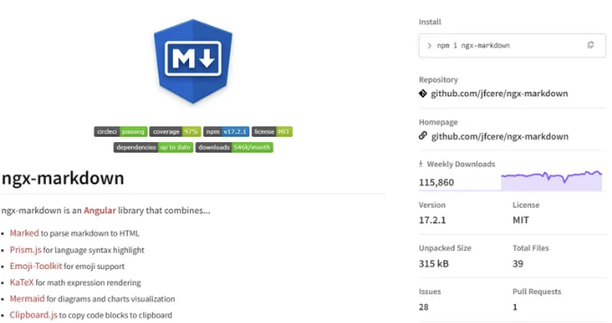 M
circleci passing
coverage 97%
npm v17.2.1
license MIT
dependencies up to date
downloads 546k/month
ngx-markdown
ngx-markdown is an Angular library that combines...
• Marked to parse markdown to HTML
• Prism.js for language syntax highlight
• Emoji-Toolkit for emoji support
• KaTeX for math expression rendering
• Mermaid for diagrams and charts visualization
• Clipboard.js to copy code blocks to clipboard
Install
> npm i ngx-markdown
Repository
github.com/jfcere/ngx-markdown
Homepage
github.com/jfcere/ngx-markdown
Weekly Downloads
115,860
Version
License
17.2.1
MIT
Unpacked Size
Total Files
315 kB
39
Issues
Pull Requests
28
1